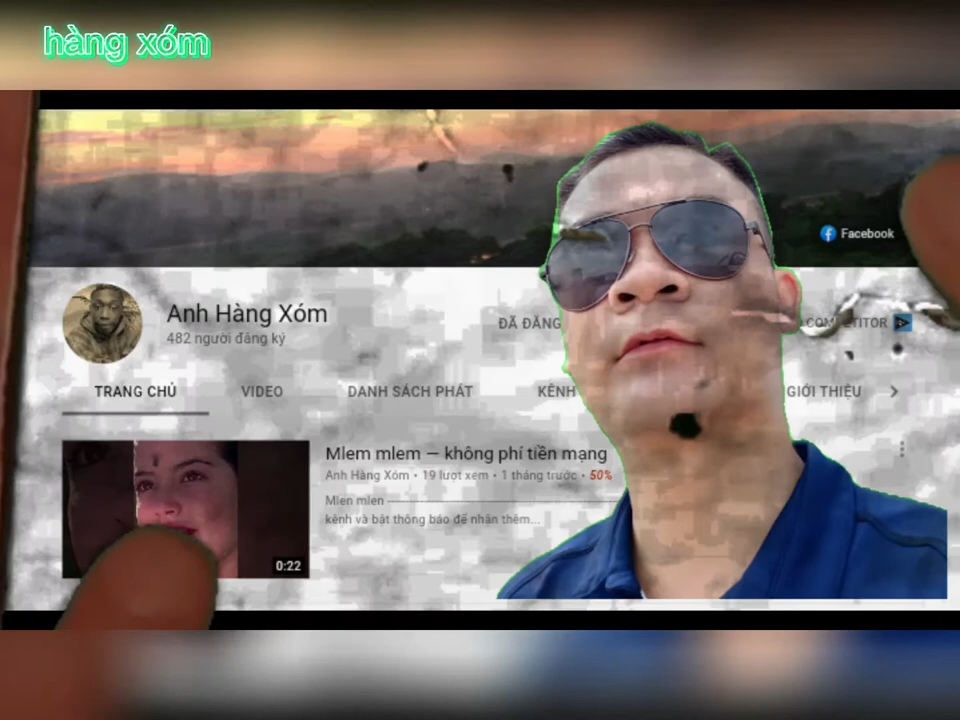 hàng xóm
Facebook
Anh Hàng Xóm
482 người đăng ký
ĐÃ ĐĂNG
TRANG CHỦ VIDEO DANH SÁCH PHÁT KÊNH GIỚI THIỆU
Mlem mlem — không phí tiền mạng
Anh Hàng Xóm • 19 lượt xem • 1 tháng trước • 50%
Mlen mlen
kênh và bật thông báo để nhận thêm...
0:22